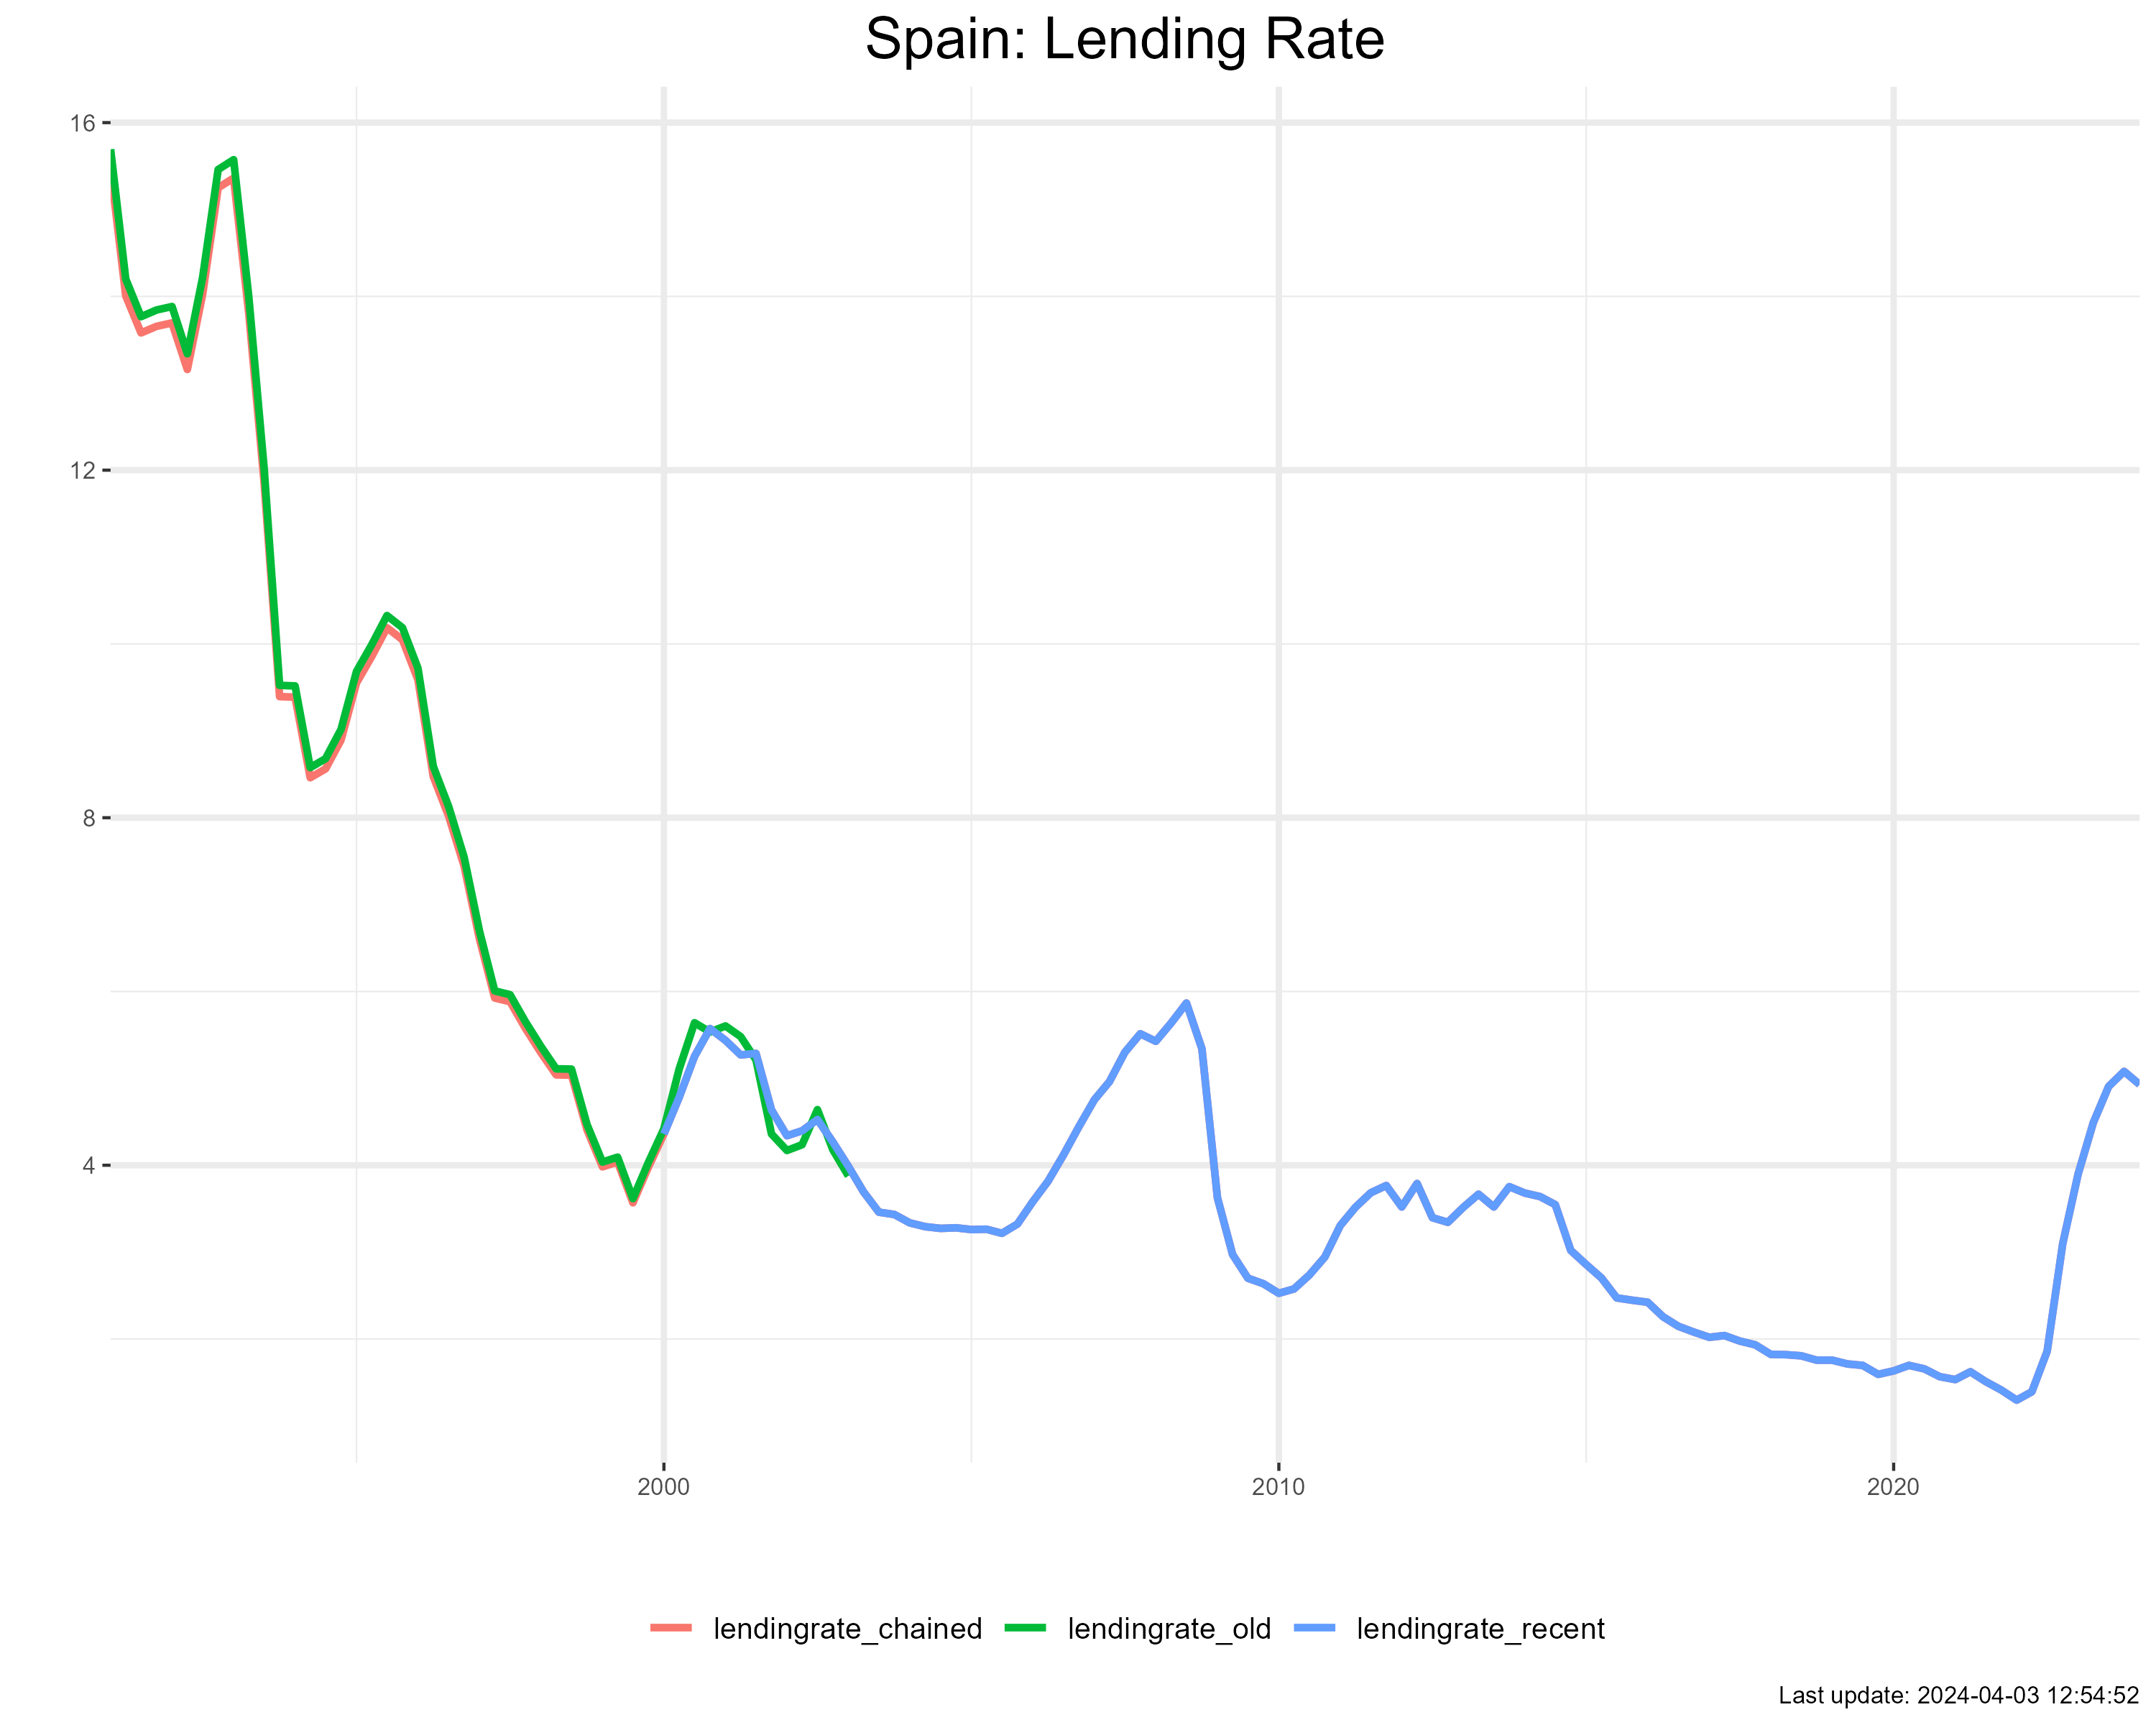 Spain: Lending Rate
16
12
8
4
2000 2010 2020
lendingrate_chained lendingrate_old lendingrate_recent
Last update: 2024-04-03 12:54:52